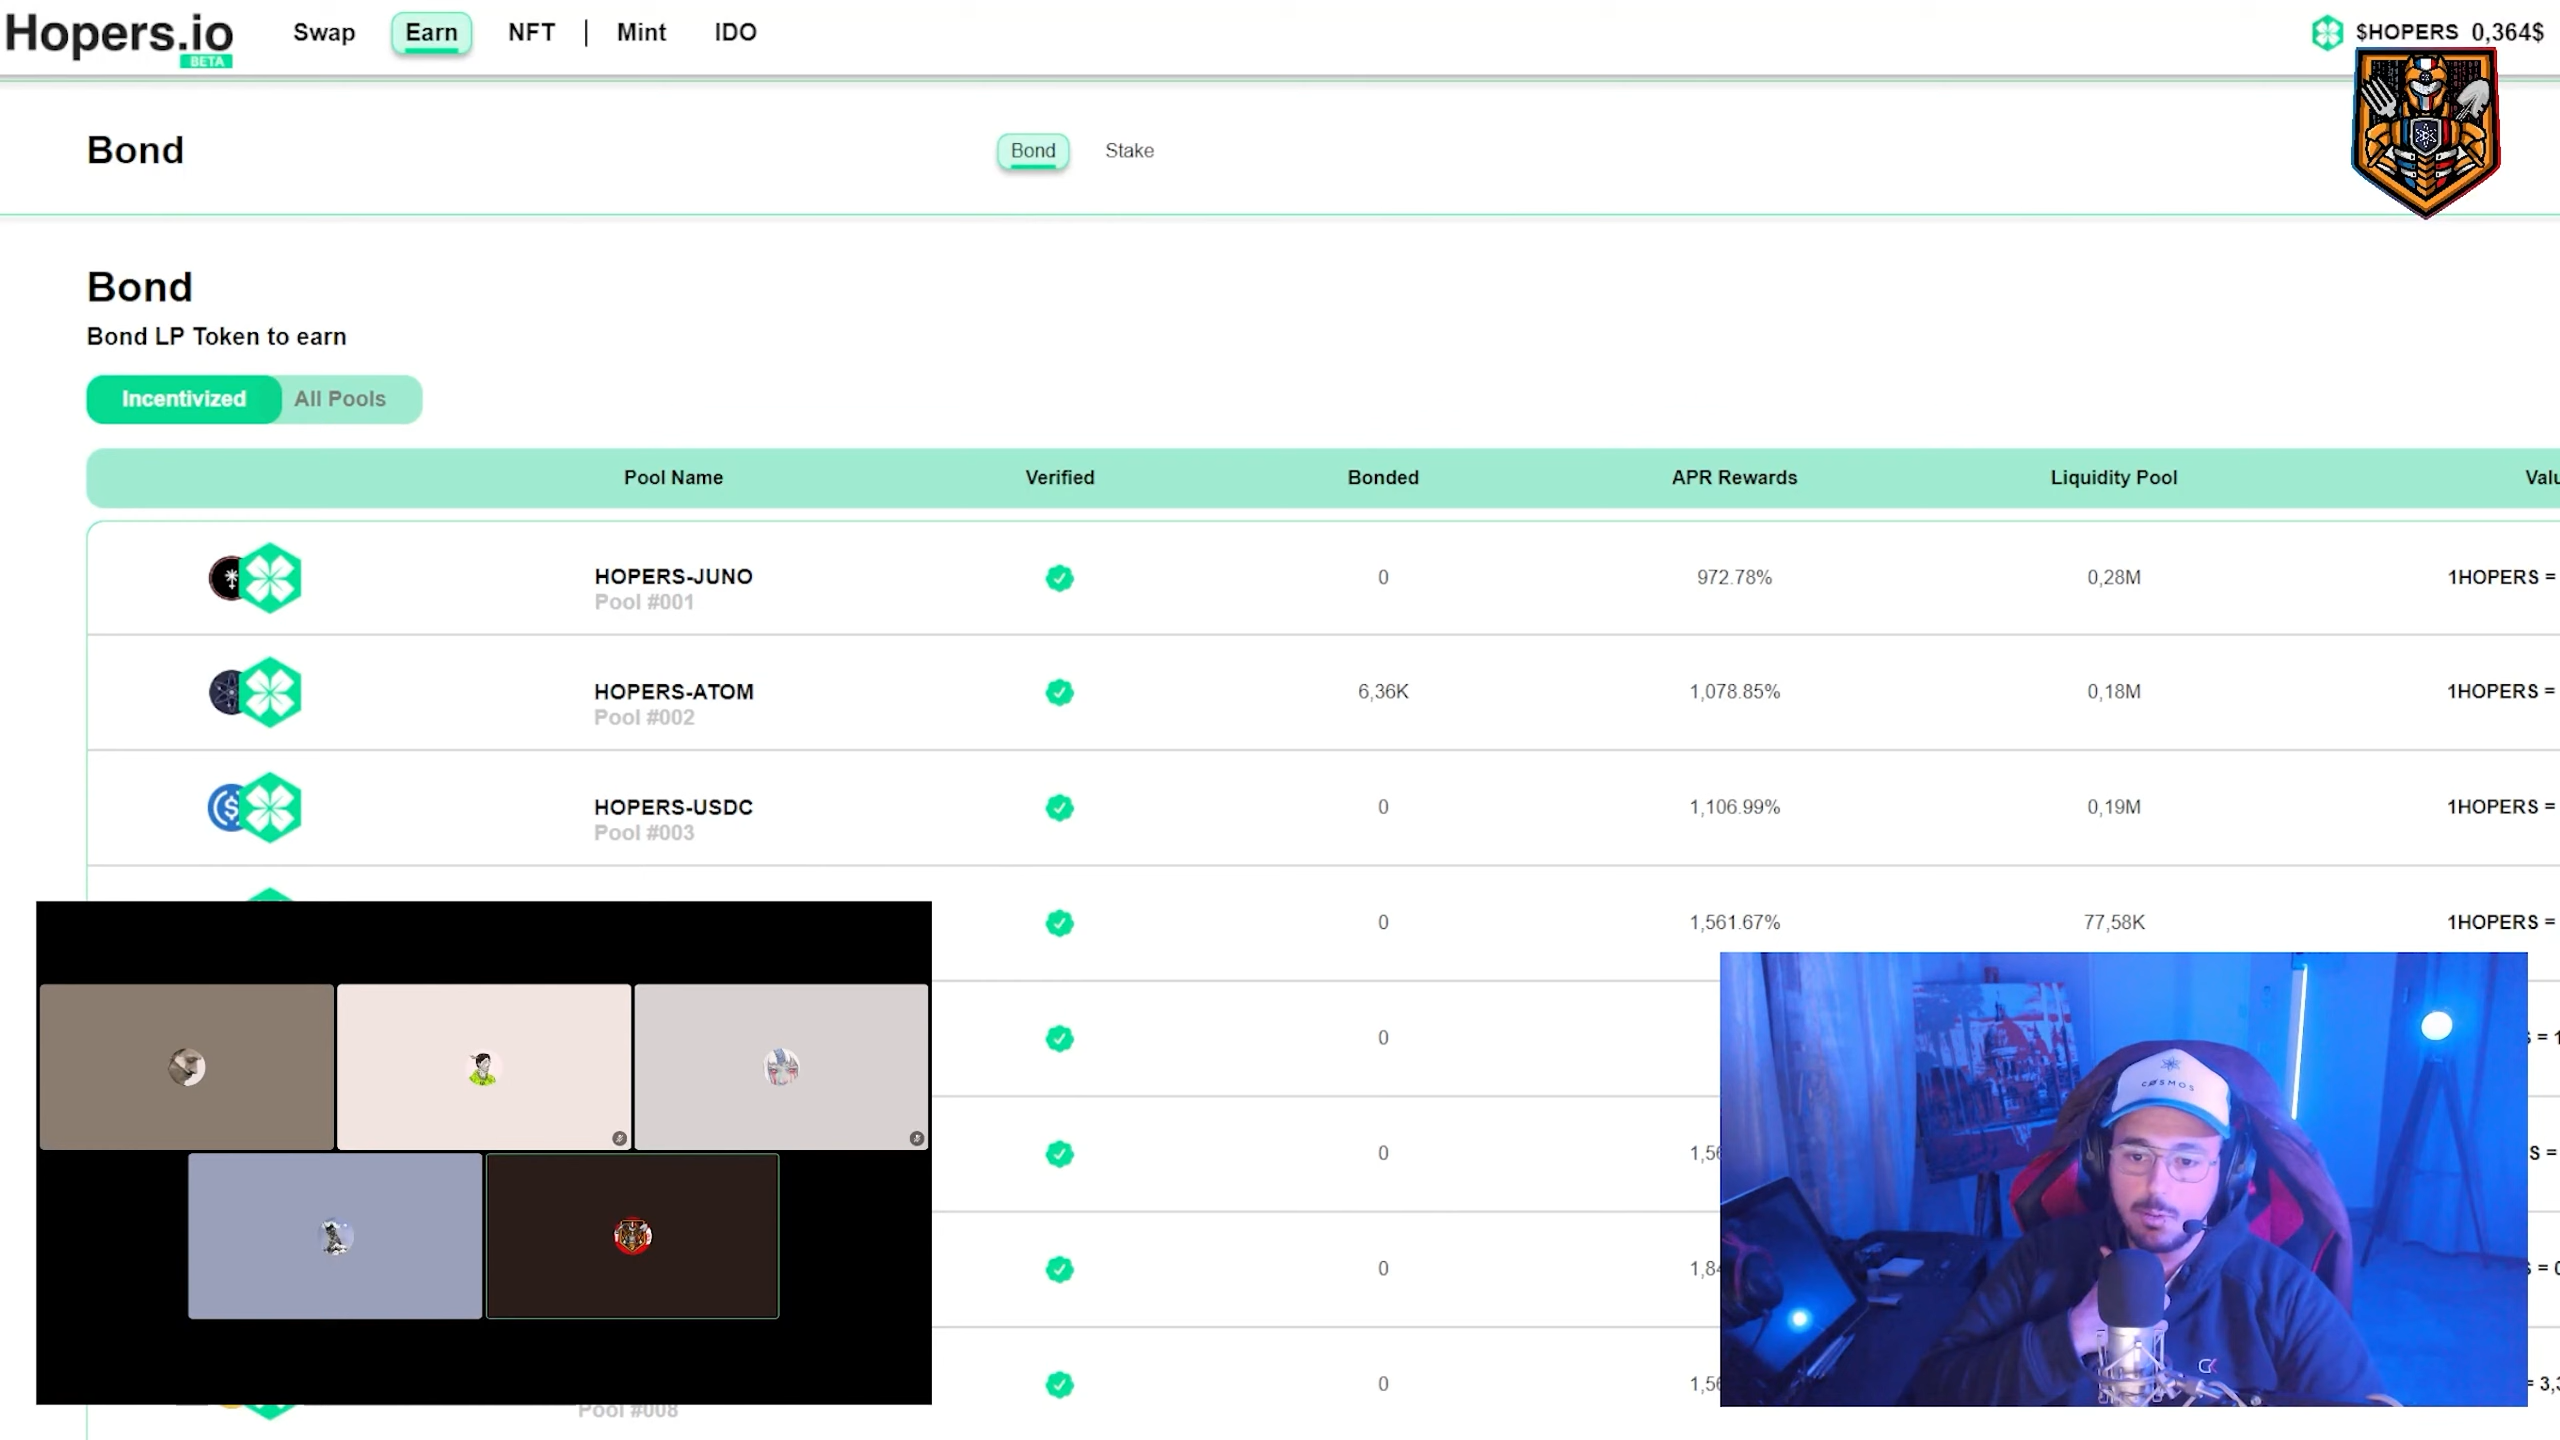 Hopers.io
BETA
Swap
Earn
NFT
|
Mint
IDO
$HOPERS 0,364$
Bond
Bond
Stake
Bond
Bond LP Token to earn
Incentivized
All Pools
Pool Name
Verified
Bonded
APR Rewards
Liquidity Pool
HOPERS-JUNO
Pool #001
0
972.78%
0,28M
1HOPERS =
HOPERS-ATOM
Pool #002
6,36K
1,078.85%
0,18M
1HOPERS =
HOPERS-USDC
Pool #003
0
1,106.99%
0,19M
1HOPERS =
0
1,561.67%
77,58K
1HOPERS =
0
0
0
0
Pool #008
COSMOS
CK